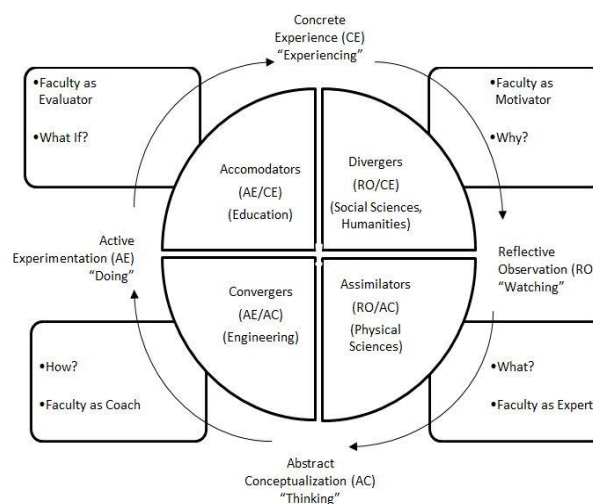 Concrete
Experience (CE)
“Experiencing”
•Faculty as
Evaluator
•What If?
•Faculty as
Motivator
•Why?
Accomodators
(AE/CE)
(Education)
Divergers
(RO/CE)
(Social Sciences,
Humanities)
Active
Experimentation (AE)
“Doing”
Reflective
Observation (RO
“Watching”
Convergers
(AE/AC)
(Engineering)
Assimilators
(RO/AC)
(Physical
Sciences)
•How?
•Faculty as Coach
•What?
•Faculty as Expert
Abstract
Conceptualization (AC)
“Thinking”